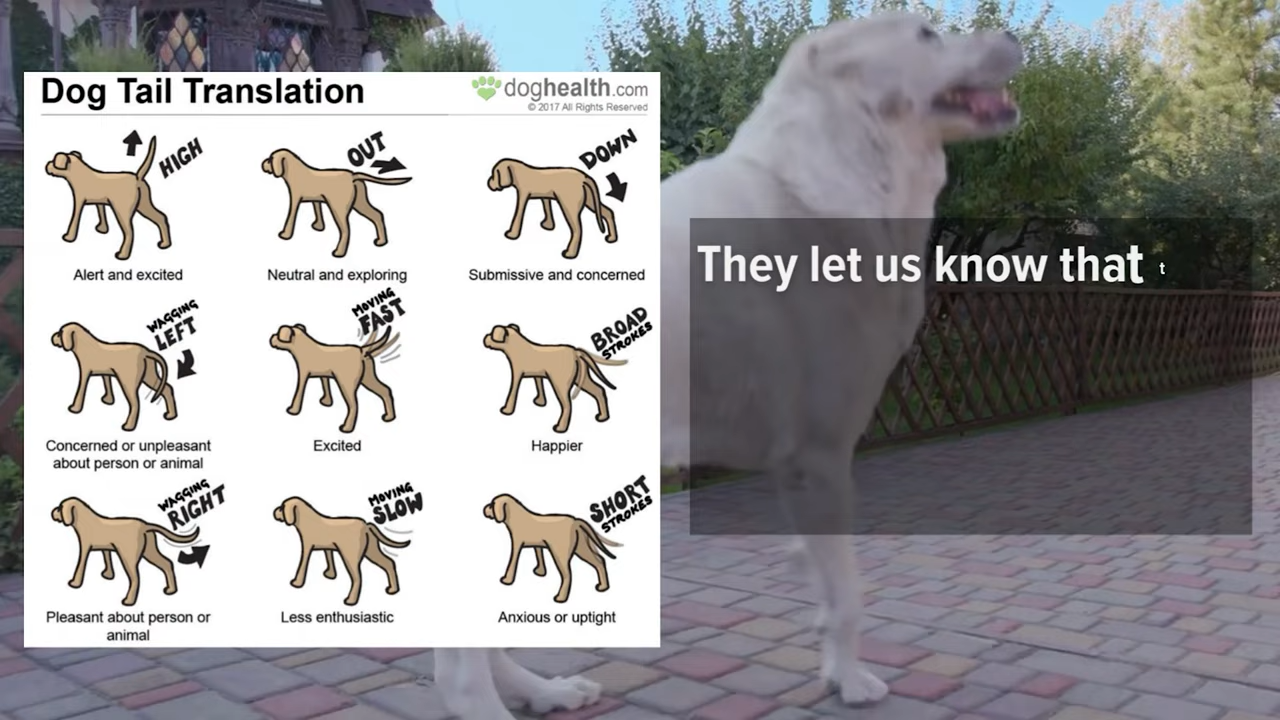 Dog Tail Translation
doghealth.com
© 2017 All Rights Reserved
HIGH
Alert and excited
OUT
Neutral and exploring
DOWN
Submissive and concerned
WAGGING
LEFT
Concerned or unpleasant
about person or animal
MOVING
FAST
Excited
BROAD
STROKES
Happier
WAGGING
RIGHT
Pleasant about person or
animal
MOVING
SLOW
Less enthusiastic
SHORT
STROKES
Anxious or uptight
They let us know that t